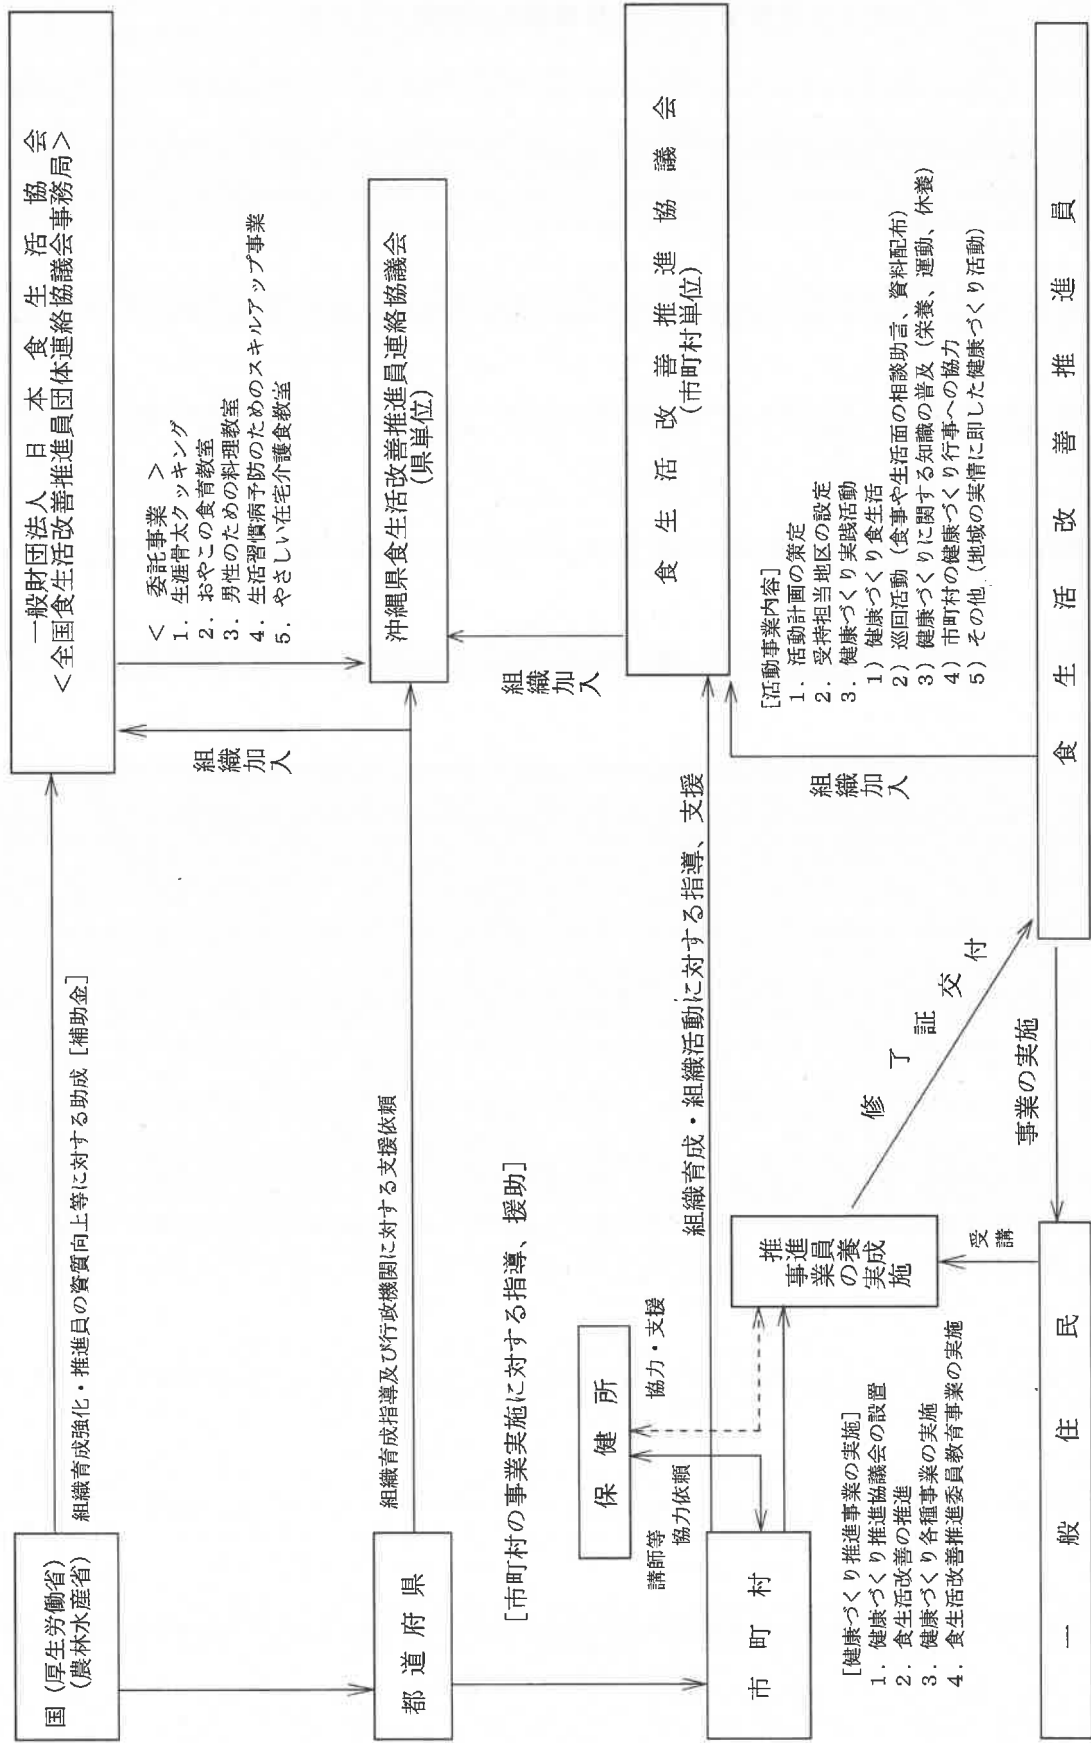 国（厚生労働省）
（農林水産省）
組織育成強化・推進員の資質向上等に対する助成［補助金］
一般財団法人 日本食生活協会
＜全国食生活改善推進員団体連絡協議会事務局＞
＜ 委託事業 ＞
1．生涯骨太クッキング
2．おやこの食育教室
3．男性のための料理教室
4．生活習慣病予防のためのスキルアップ事業
5．やさしい在宅介護食教室
組織加入
都道府県
組織育成指導及び行政機関に対する支援依頼
沖縄県食生活改善推進員連絡協議会
（県単位）
［市町村の事業実施に対する指導、援助］
組織加入
保健所
講師等
協力依頼
協力・支援
市町村
組織育成・組織活動に対する指導、支援
食生活改善推進協議会
（市町村単位）
［健康づくり推進事業の実施］
1．健康づくり推進協議会の設置
2．食生活改善の推進
3．健康づくり各種事業の実施
4．食生活改善推進委員教育事業の実施
推進員の養成
事業の実施
修了証交付
受講
［活動事業内容］
1．活動計画の策定
2．受持担当地区の設定
3．健康づくり実践活動
1）健康づくり食生活
2）巡回活動（食事や生活面の相談助言、資料配布）
3）健康づくりに関する知識の普及（栄養、運動、休養）
4）市町村の健康づくり行事への協力
5）その他（地域の実情に即した健康づくり活動）
組織加入
一般住民
事業の実施
食生活改善推進員